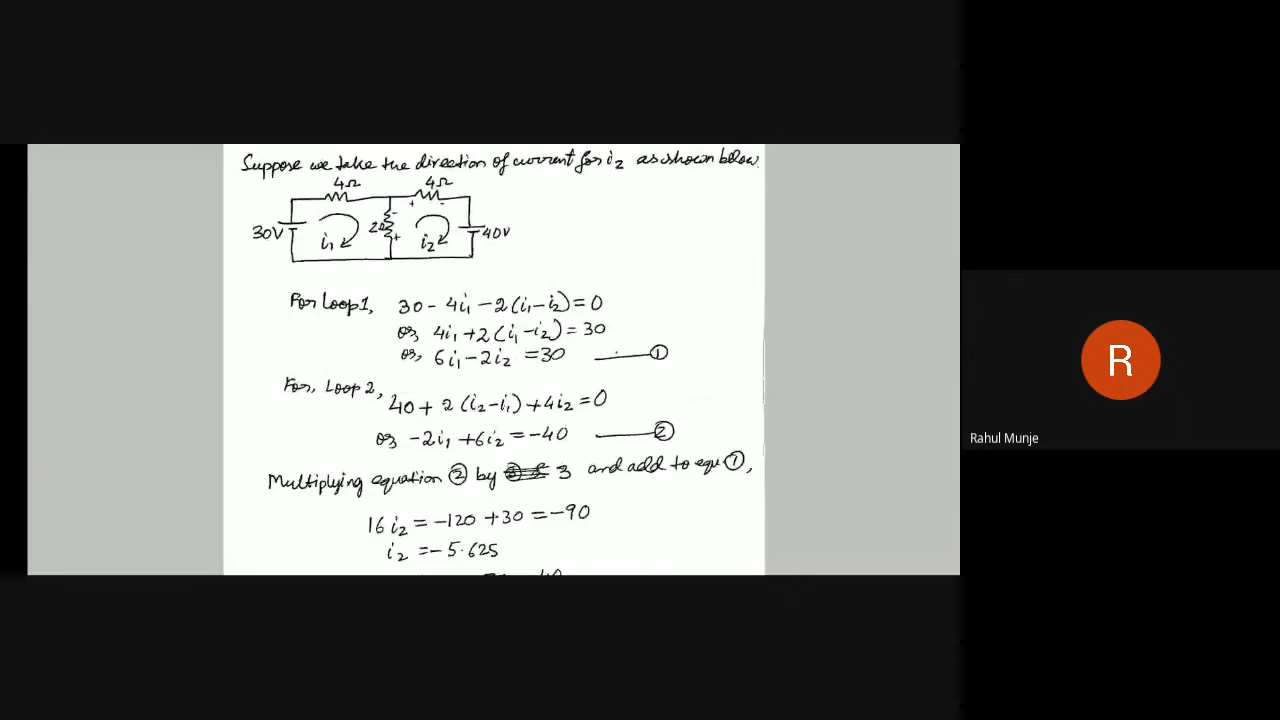 Suppose we take the direction of current for i₂ as shown below.
4Ω 4Ω
30V i₁ 2Ω + - - + i₂ 40V
For Loop 1, 30 - 4i₁ - 2(i₁-i₂) = 0
or, 4i₁ + 2(i₁-i₂) = 30
or, 6i₁ - 2i₂ = 30 ①
For, Loop 2,
40 + 2(i₂-i₁) + 4i₂ = 0
or -2i₁ + 6i₂ = -40 ②
Multiplying equation ② by 3 and add to equ ①,
16i₂ = -120 + 30 = -90
i₂ = -5.625
R
Rahul Munje